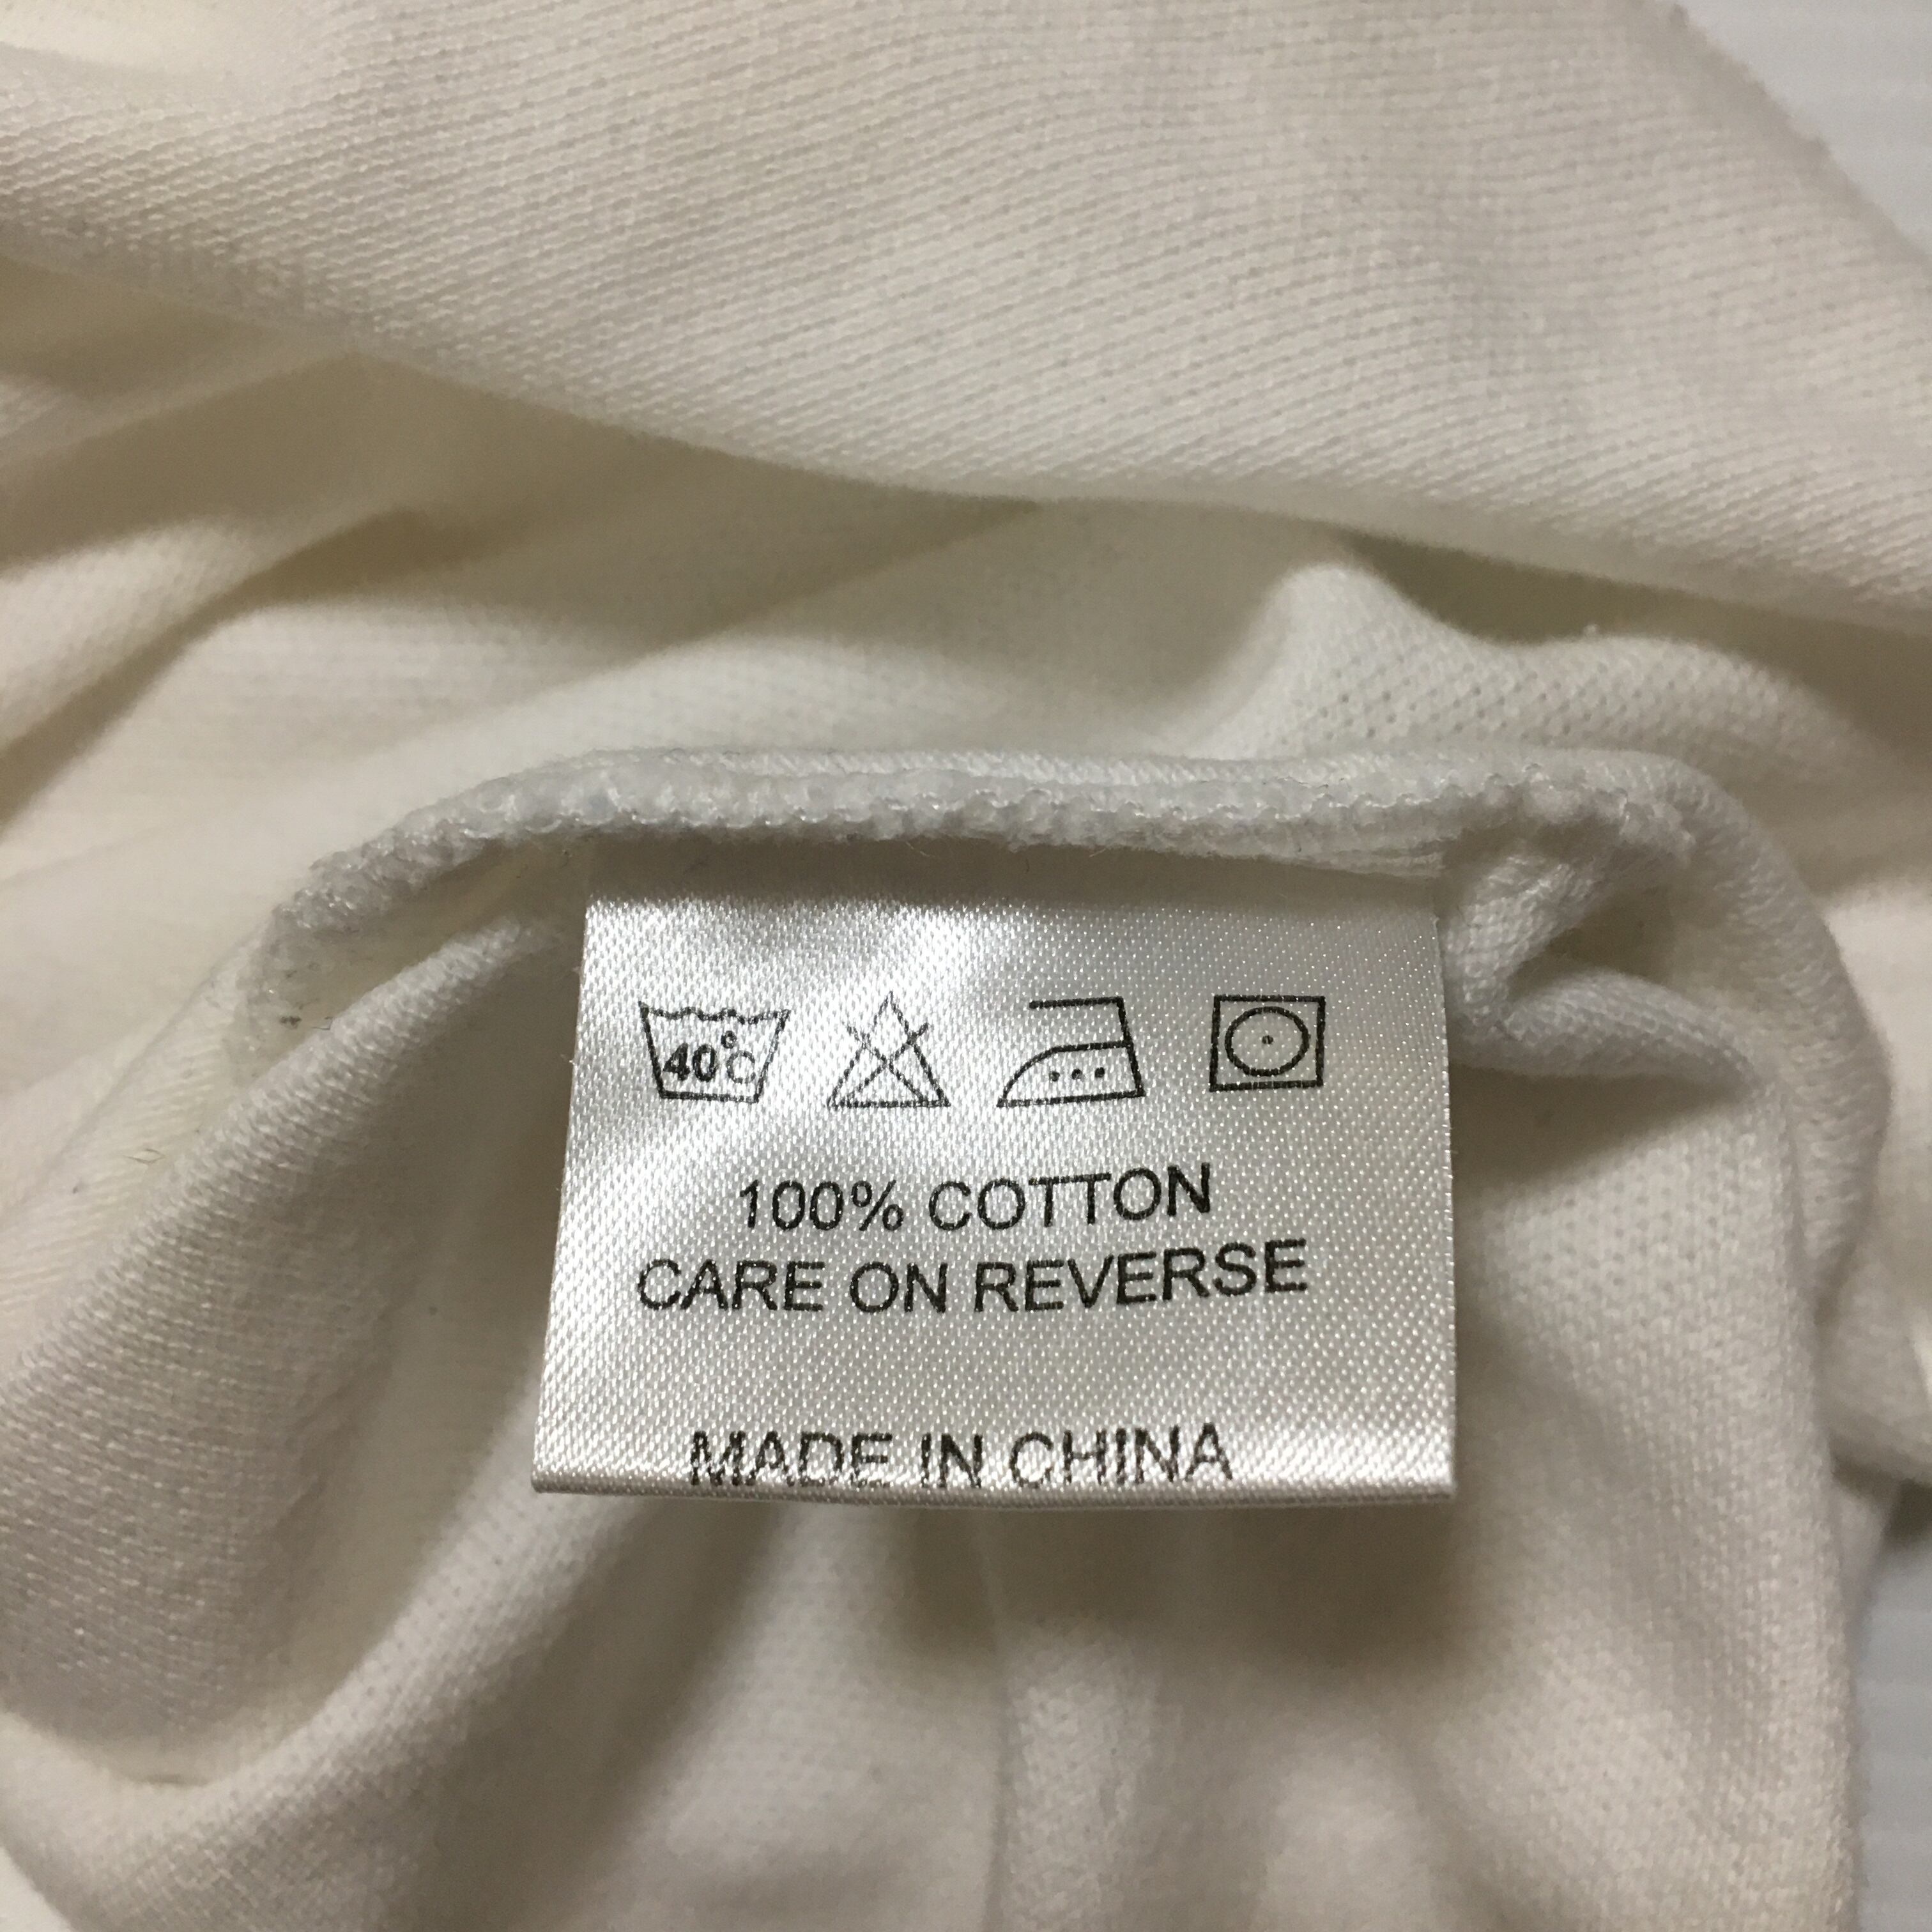 40°C
100% COTTON
CARE ON REVERSE
MADE IN CHINA